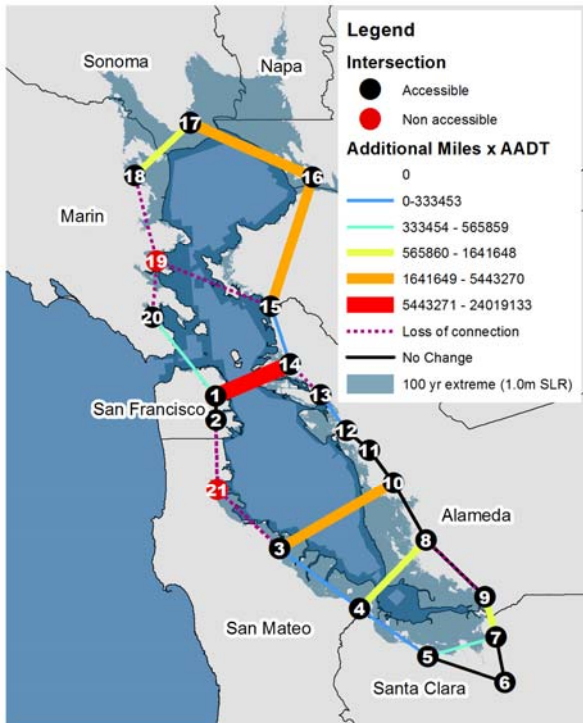 Sonoma
Napa
Marin
San Francisco
Alameda
San Mateo
Santa Clara
17
18
16
19
15
20
14
1
13
2
12
11
10
21
8
3
9
4
7
5
6
Legend
Intersection
Accessible
Non accessible
Additional Miles x AADT
0
0-333453
333454 - 565859
565860 - 1641648
1641649 - 5443270
5443271 - 24019133
Loss of connection
No Change
100 yr extreme (1.0m SLR)